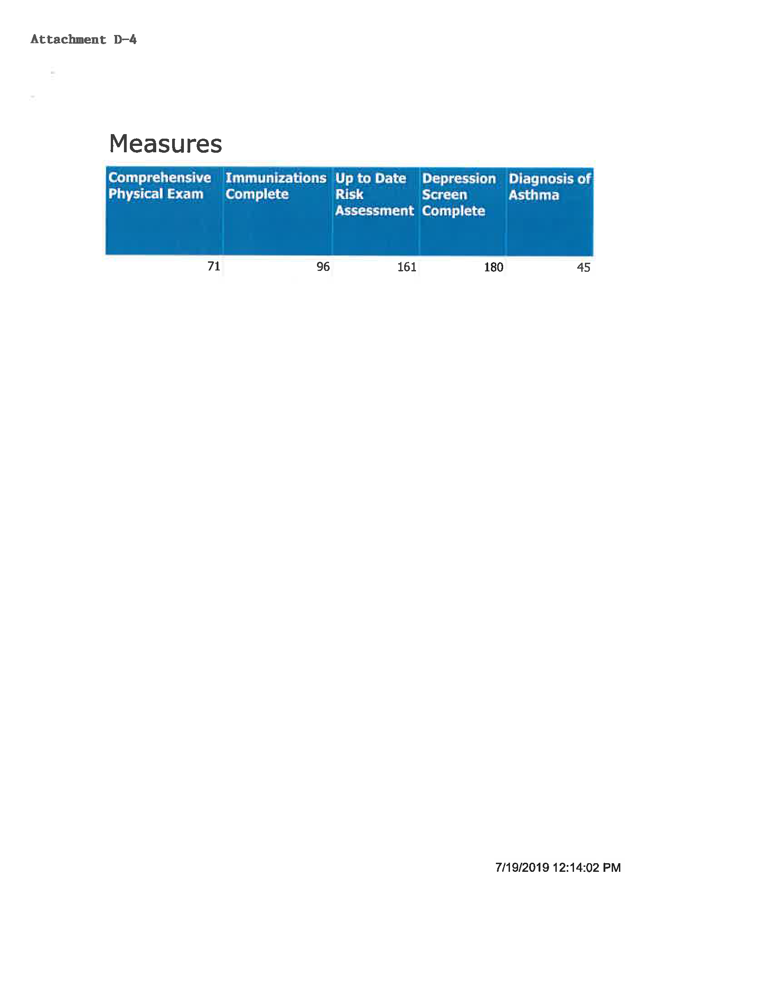 Attachment D-4
Measures
Comprehensive Physical Exam
Immunizations Complete
Up to Date Risk Assessment
Depression Screen Complete
Diagnosis of Asthma
71 96 161 180 45
7/19/2019 12:14:02 PM